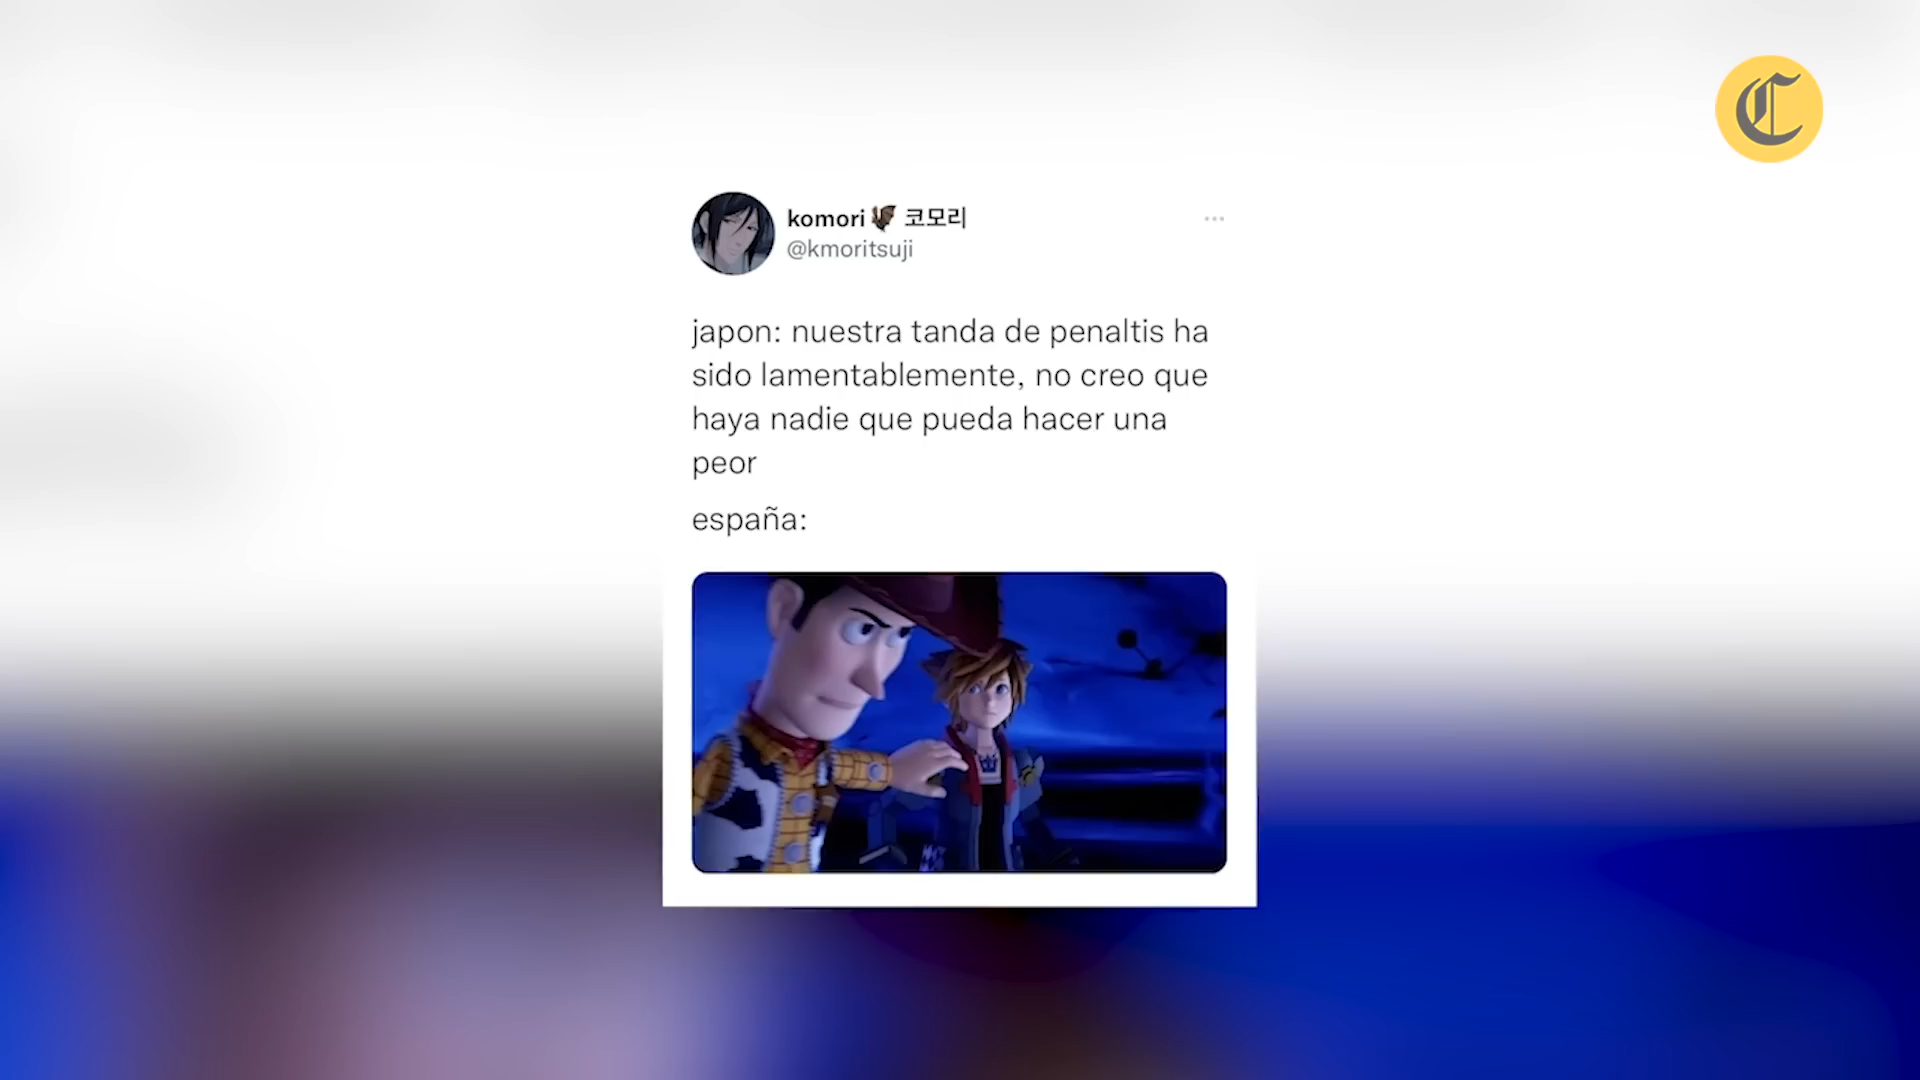 C
komori 🦇 코모리
@kmoritsuji
japon: nuestra tanda de penaltis ha
sido lamentablemente, no creo que
haya nadie que pueda hacer una
peor
españa: